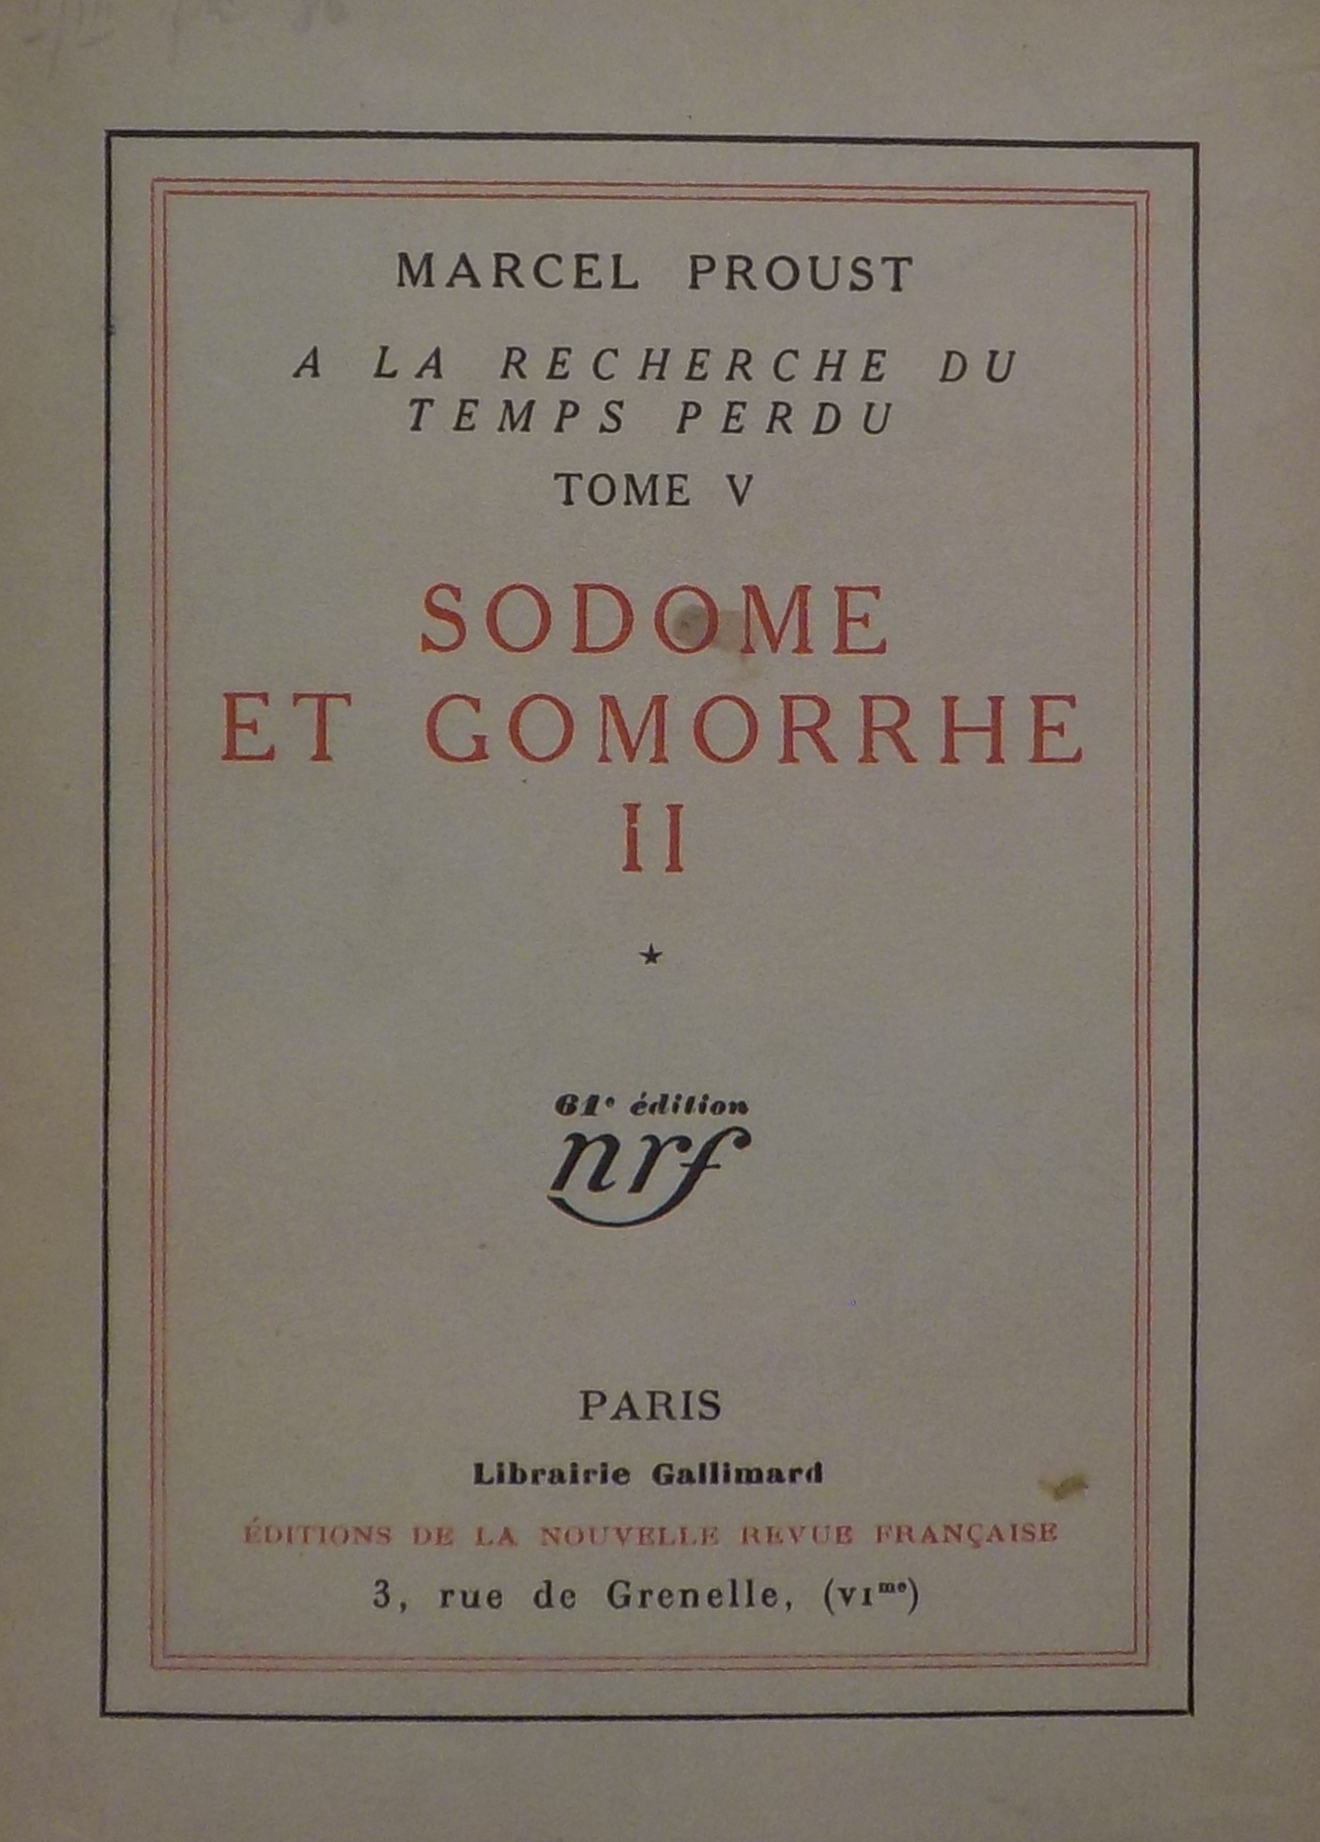 MARCEL PROUST
A LA RECHERCHE DU
TEMPS PERDU
TOME V
SODOME
ET GOMORRHE
II
61e édition
nrf
PARIS
Librairie Gallimard
ÉDITIONS DE LA NOUVELLE REVUE FRANÇAISE
3, rue de Grenelle, (VIme)